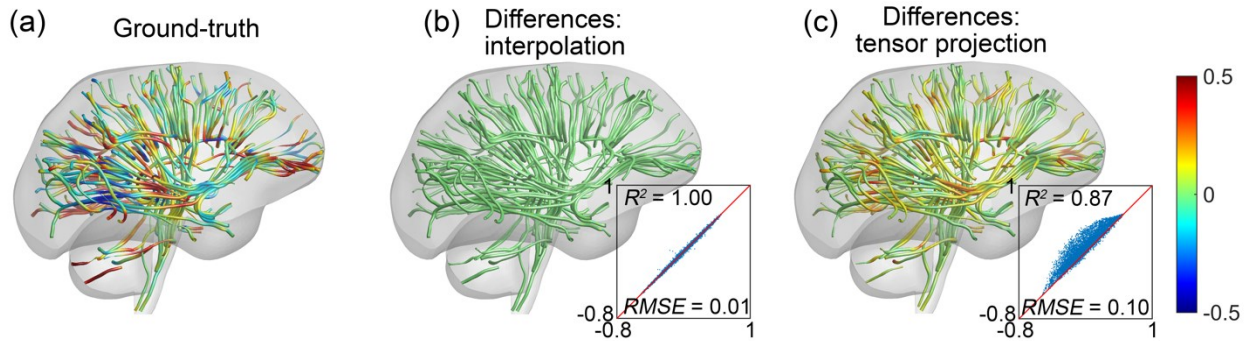 (a)
Ground-truth
(b)
Differences:
interpolation
(c)
Differences:
tensor projection
1
R² = 1.00
RMSE = 0.01
-0.8
-0.8
1
1
R² = 0.87
RMSE = 0.10
-0.8
-0.8
1
0.5
0
-0.5